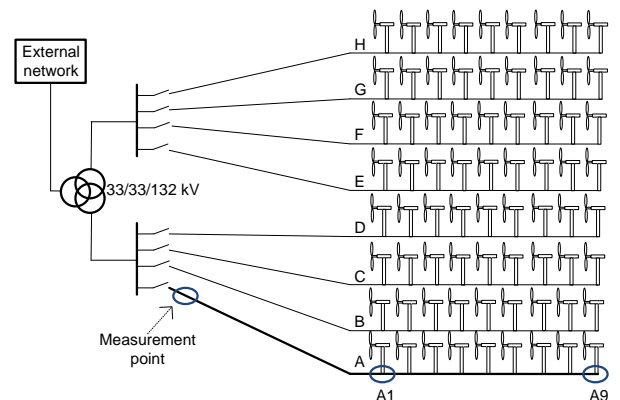 External
network
33/33/132 kV
H
G
F
E
D
C
B
A
Measurement
point
A1
A9